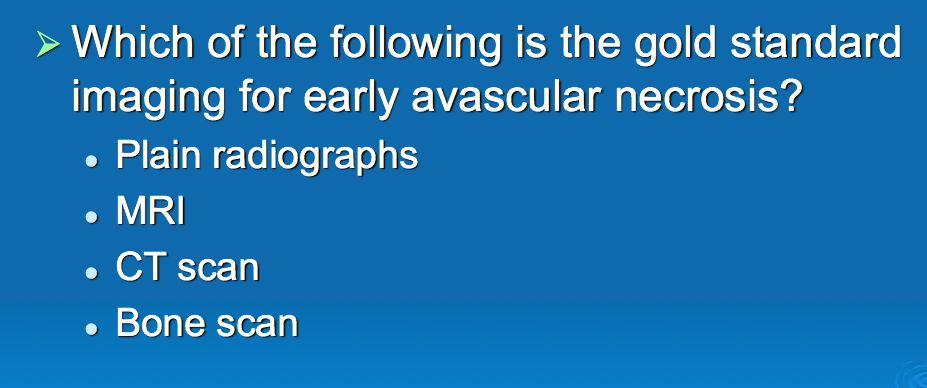 Which of the following is the gold standard
imaging for early avascular necrosis?
Plain radiographs
MRI
CT scan
Bone scan